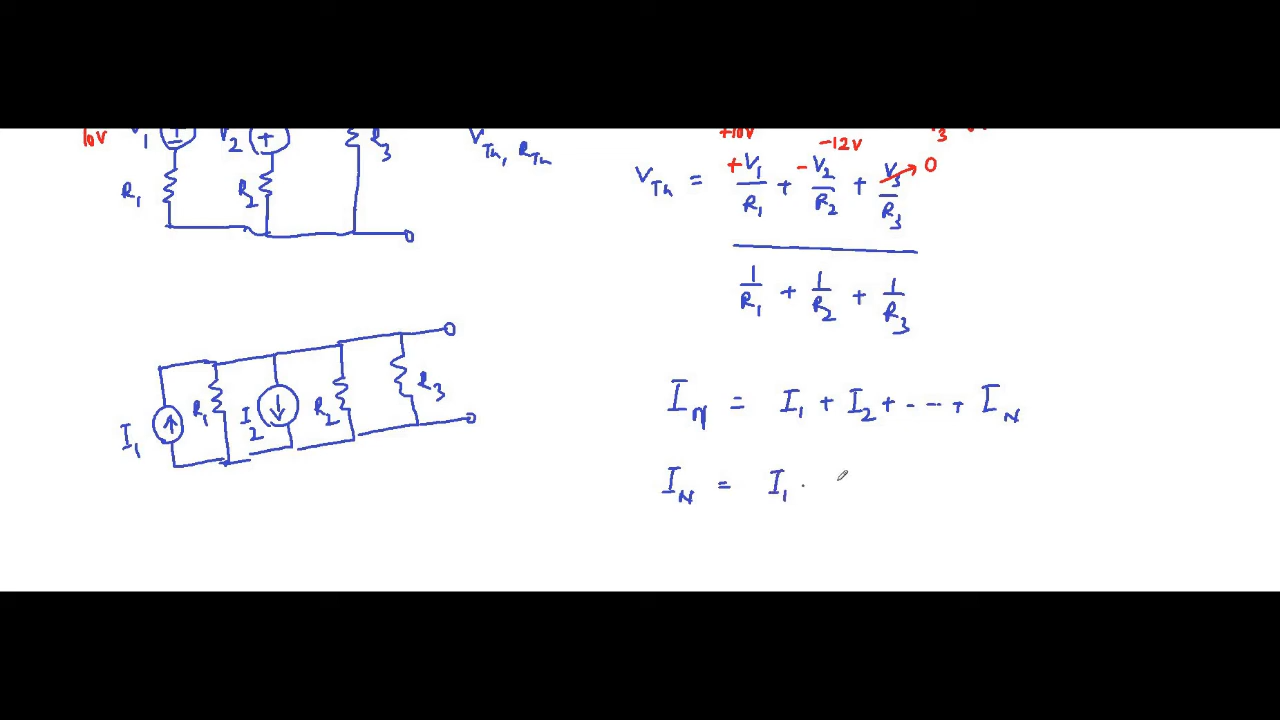 10V V1 V2 R3 VTh, RTh
R1 R2
+10V -12V
VTh = +V1/R1 + -V2/R2 + V3/R3 → 0
1/R1 + 1/R2 + 1/R3
I1 R1 I2 R2 R3
IN = I1 + I2 + - -- + IN
IN = I1 .